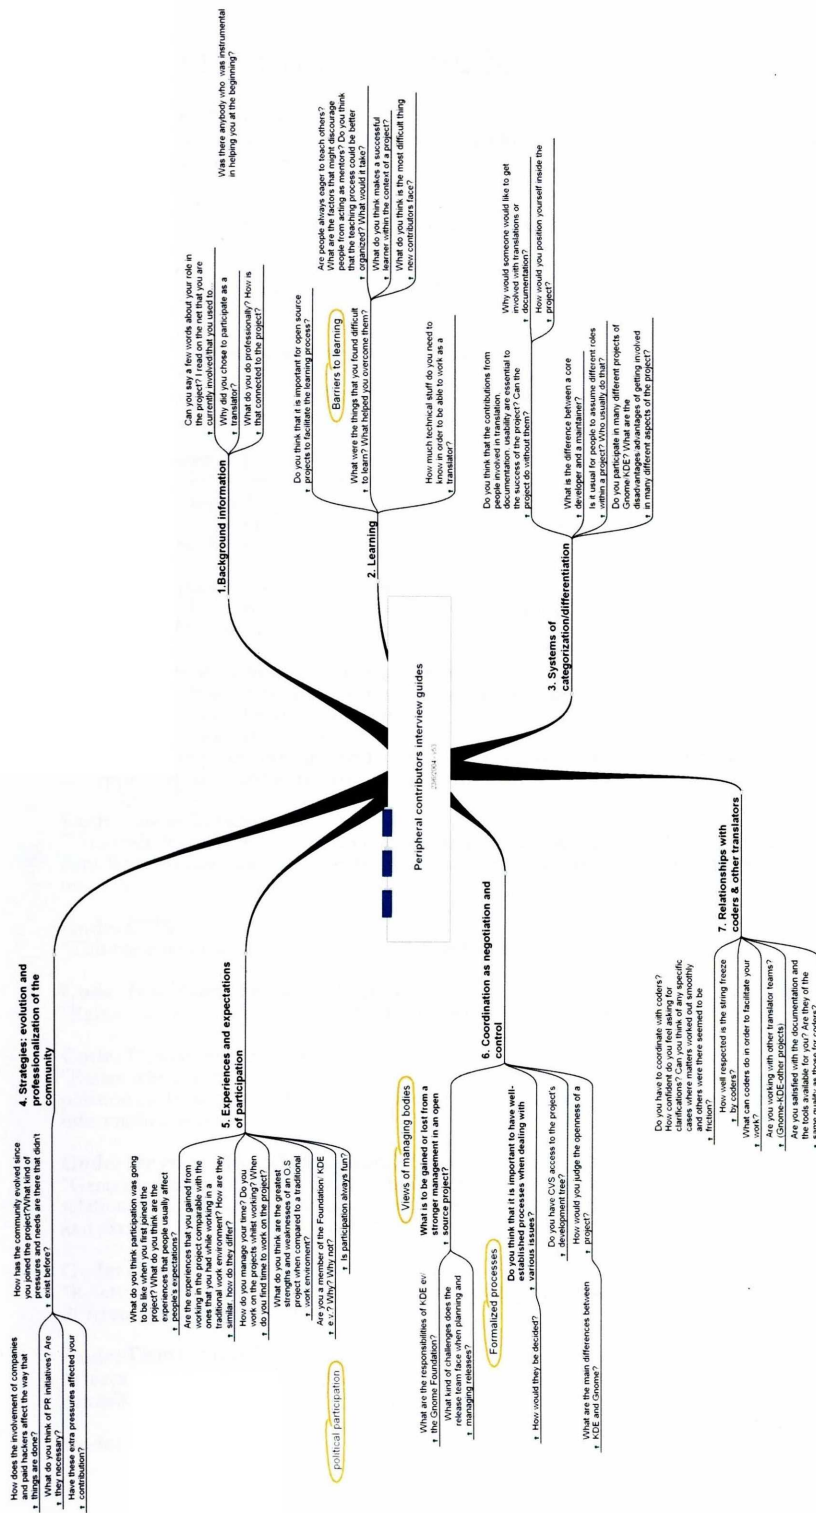 Peripheral contributors interview guides
1.Background information
Can you say a few words about your role in
the project? I read on the net that you are
currently involved/that you used to....
Why did you chose to participate as a
translator?
What do you do professionally? How is
that connected to the project?
Was there anybody who was instrumental
in helping you at the beginning?
2. Learning
Do you think that it is important for open source
projects to facilitate the learning process?
Barriers to learning
What were the things that you found difficult
to learn? What helped you overcome them?
Are people always eager to teach others?
What are the factors that might discourage
people from acting as mentors? Do you think
that the teaching process could be better
organized? What would it take?
What do you think makes a successful
learner within the context of a project?
What do you think is the most difficult thing
new contributors face?
How much technical stuff do you need to
know in order to be able to work as a
translator?
3. Systems of
categorization/differentiation
Do you think that the contributions from
people involved in translation.
documentation. usability are essential to
the success of the project? Can the
project do without them?
Why would someone would like to get
involved with translations or
documentation?
How would you position yourself inside the
project?
What is the difference between a core
developer and a maintainer?
Is it usual for people to assume different roles
within a project? Who usually do that?
Do you participate in many different projects of
Gnome/KDE? What are the
disadvantages advantages of getting involved
in many different aspects of the project?
4. Strategies: evolution and
professionalization of the
community
How has the community evolved since
you joined the project?What kind of
pressures and needs are there that didn't
exist before?
How does the involvement of companies
and paid hackers affect the way that
things are done?
What do you think of PR initiatives? Are
they necessary?
Have these extra pressures affected your
contribution?
5. Experiences and expectations
of participation
What do you think participation was going
to be like when you first joined the
project? What do you think are the
experiences that people usually affect
people's expectations?
Are the experiences that you gained from
working in the project comparable with the
ones that you had while working in a
traditional work environment? How are they
similar. how do they differ?
How do you manage your time? Do you
work on the projects whilst working? When
do you find time to work on the project?
What do you think are the greatest
strengths and weaknesses of an O.S
project when compared to a traditional
work enviroment?
Are you a member of the Foundation/ KDE
e.v.? Why? Why not?
Is participation always fun?
political participation
6. Coordination as negotiation and
control
Views of managing bodies
What is to be gained or lost from a
stronger management in an open
source project?
What are the responsibilities of KDE ev/
the Gnome Foundation?
What kind of challenges does the
release team face when planning and
managing releases?
Formalized processes
Do you think that it is important to have well-
established processes when dealing with
various issues?
How would they be decided?
Do you have CVS access to the project's
development tree?
How would you judge the openness of a
project?
What are the main differences between
KDE and Gnome?
7. Relationships with
coders & other translators
Do you have to coordinate with coders?
How confident do you feel asking for
clarifications? Can you think of any specific
cases where matters worked out smoothly
and others were there seemed to be
friction?
How well respected is the string freeze
by coders?
What can coders do in order to facilitate your
work?
Are you working with other translator teams?
(Gnome-KDE-other projects)
Are you satisfied with the documentation and
the tools available for you? Are they of the
same quality as those for coders?